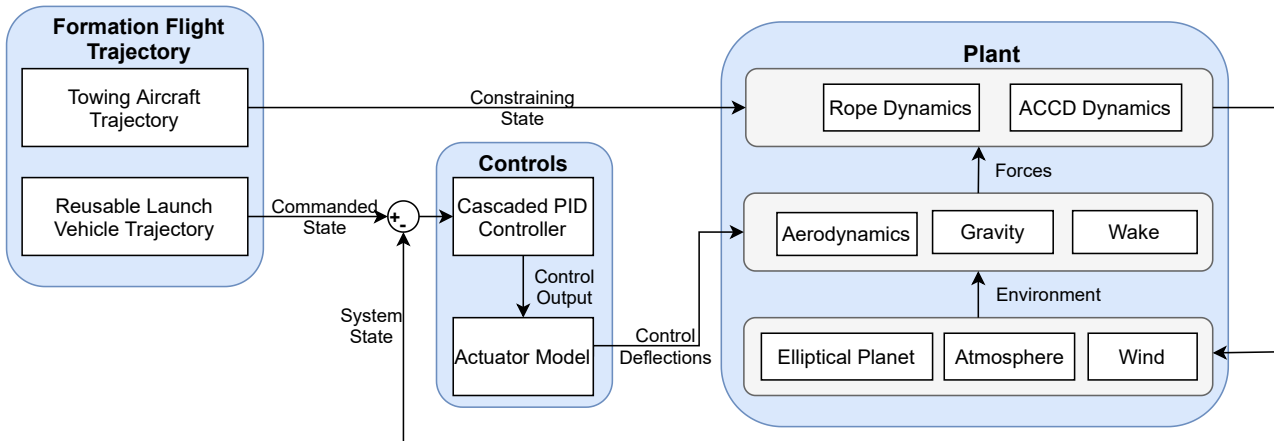 Formation Flight
Trajectory
Towing Aircraft
Trajectory
Reusable Launch
Vehicle Trajectory
Constraining
State
Commanded
State
+
-
System
State
Controls
Cascaded PID
Controller
Control
Output
Actuator Model
Control
Deflections
Plant
Rope Dynamics
ACCD Dynamics
Forces
Aerodynamics
Gravity
Wake
Environment
Elliptical Planet
Atmosphere
Wind